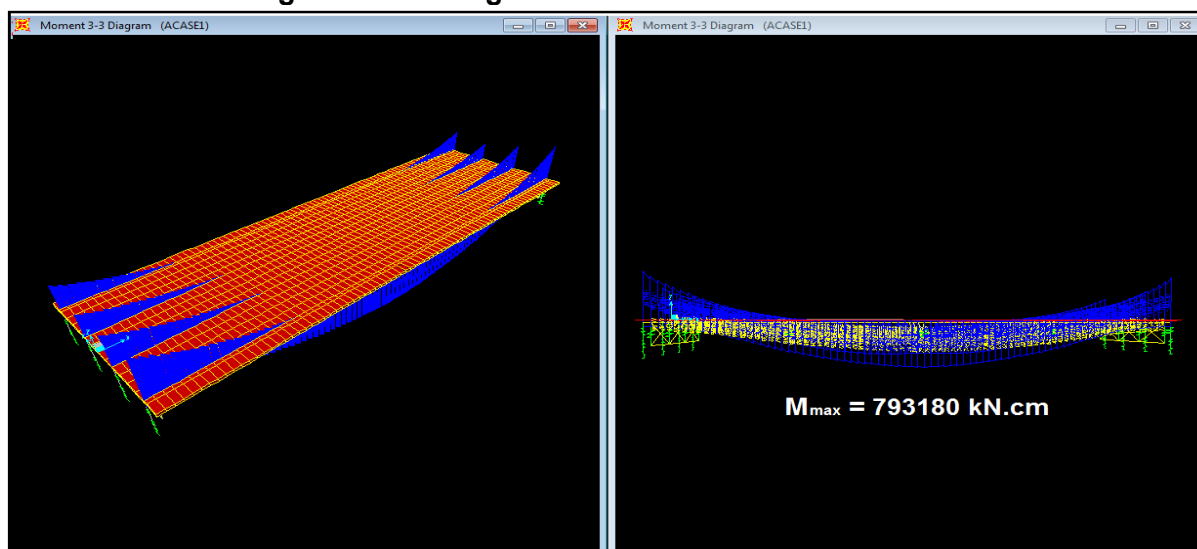 Moment 3-3 Diagram (ACASE1)
Moment 3-3 Diagram (ACASE1)
Mmax = 793180 kN.cm